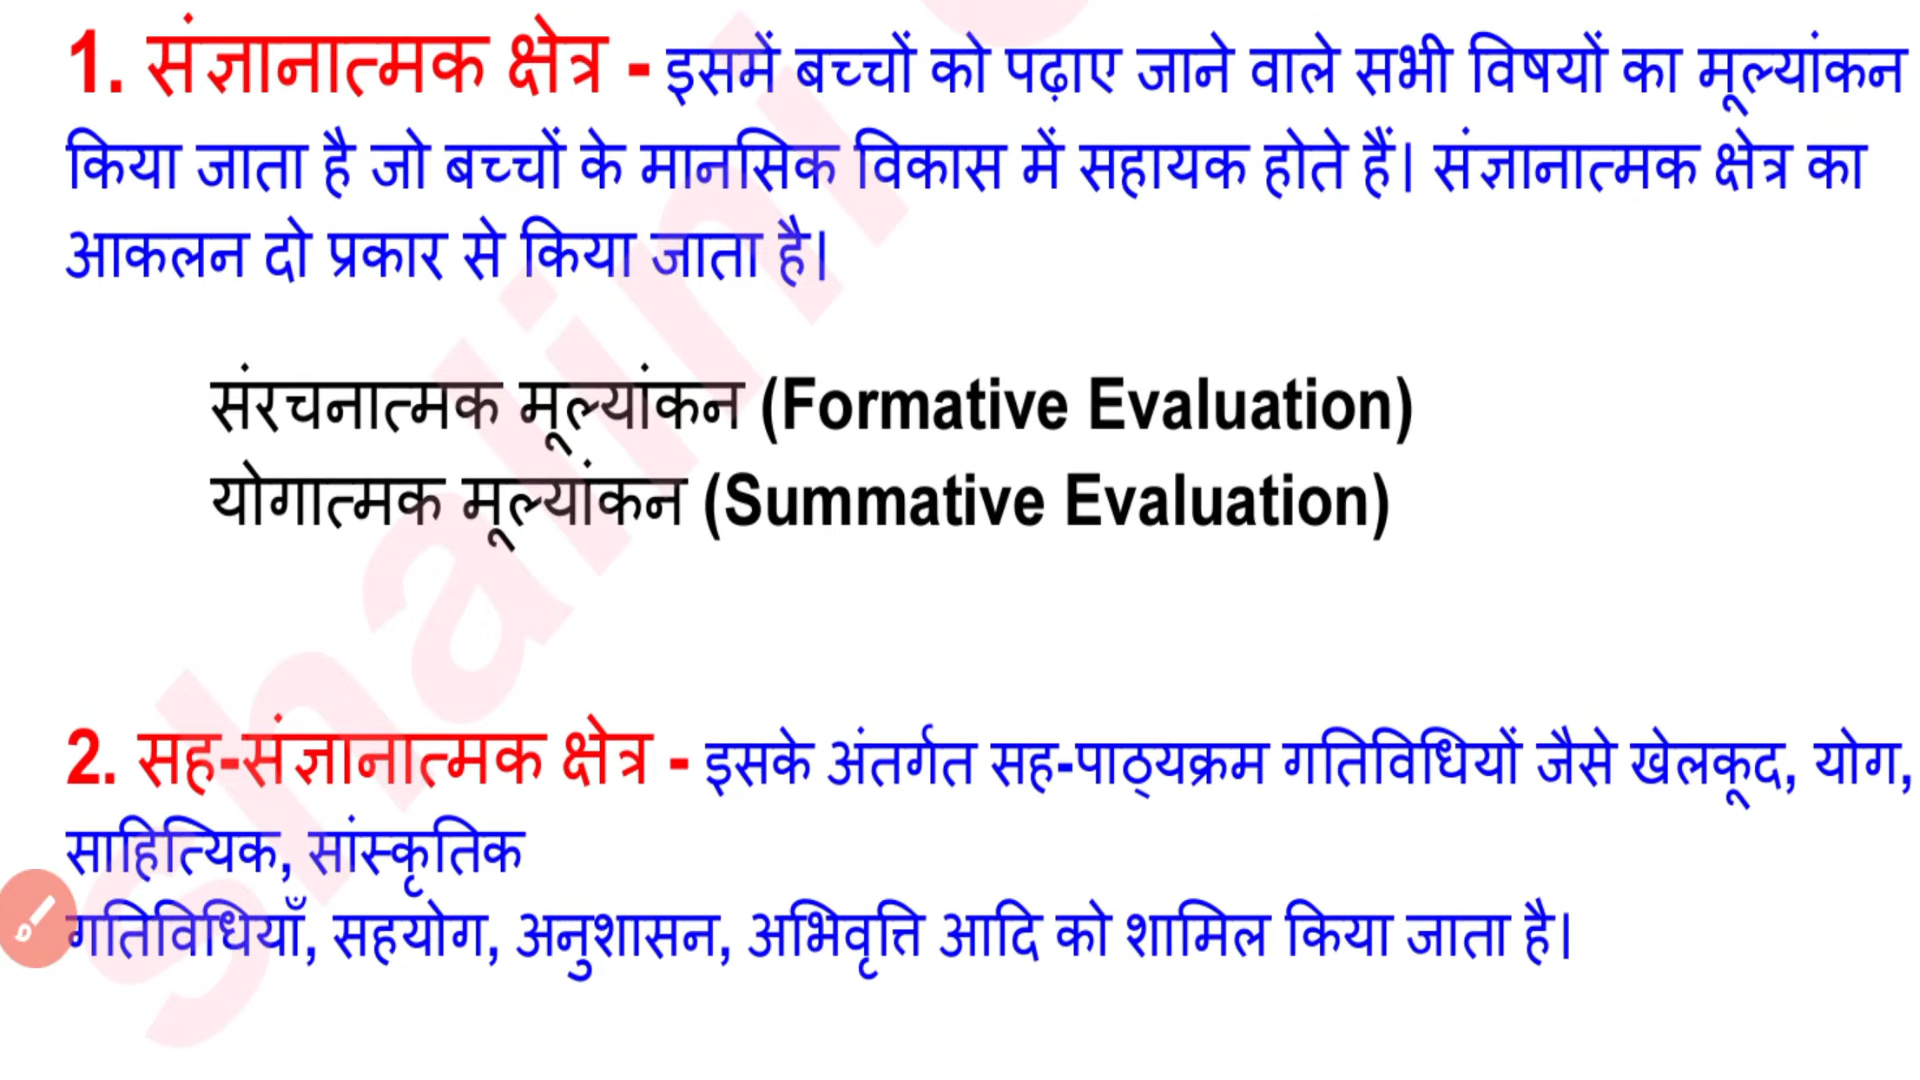 1. संज्ञानात्मक क्षेत्र - इसमें बच्चों को पढ़ाए जाने वाले सभी विषयों का मूल्यांकन
किया जाता है जो बच्चों के मानसिक विकास में सहायक होते हैं। संज्ञानात्मक क्षेत्र का
आकलन दो प्रकार से किया जाता है।
संरचनात्मक मूल्यांकन (Formative Evaluation)
योगात्मक मूल्यांकन (Summative Evaluation)
2. सह-संज्ञानात्मक क्षेत्र - इसके अंतर्गत सह-पाठ्यक्रम गतिविधियों जैसे खेलकूद, योग,
साहित्यिक, सांस्कृतिक
गतिविधियाँ, सहयोग, अनुशासन, अभिवृत्ति आदि को शामिल किया जाता है।
shalini